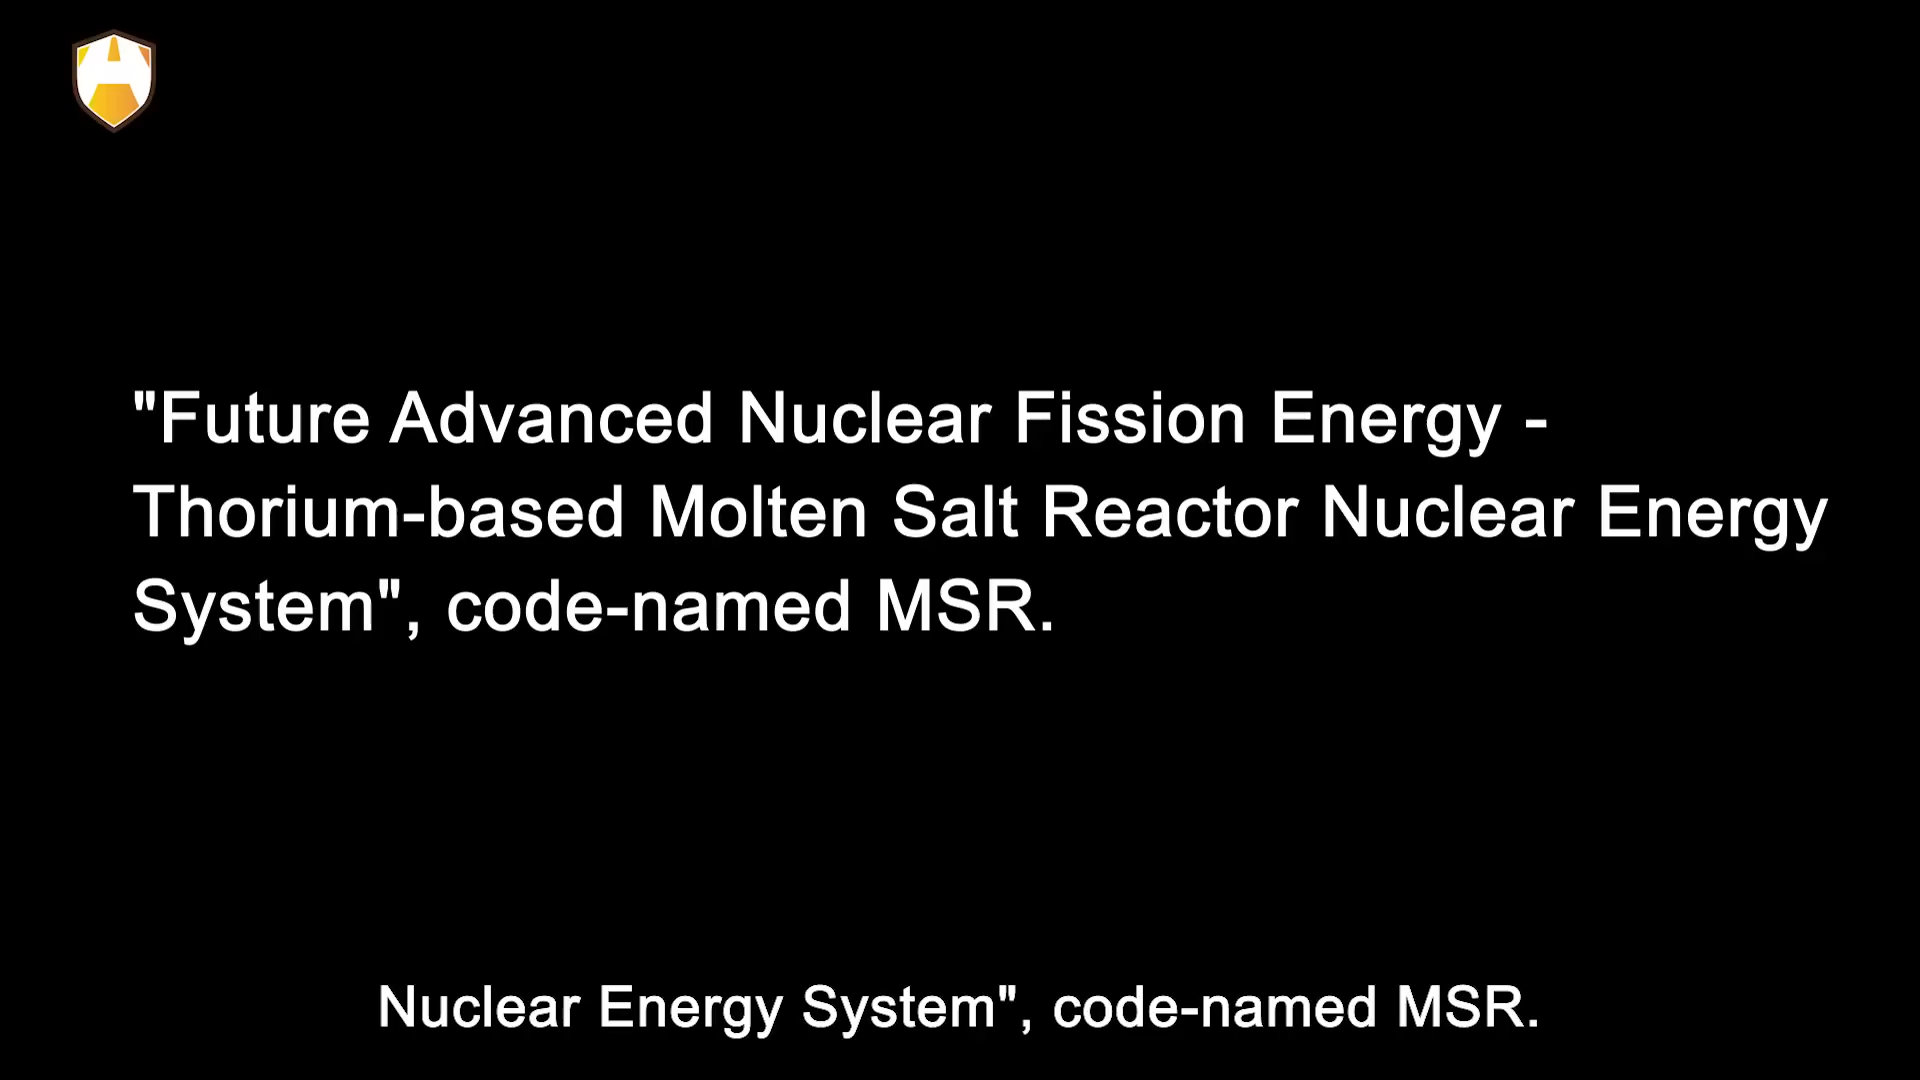 "Future Advanced Nuclear Fission Energy -
Thorium-based Molten Salt Reactor Nuclear Energy
System", code-named MSR.
Nuclear Energy System", code-named MSR.